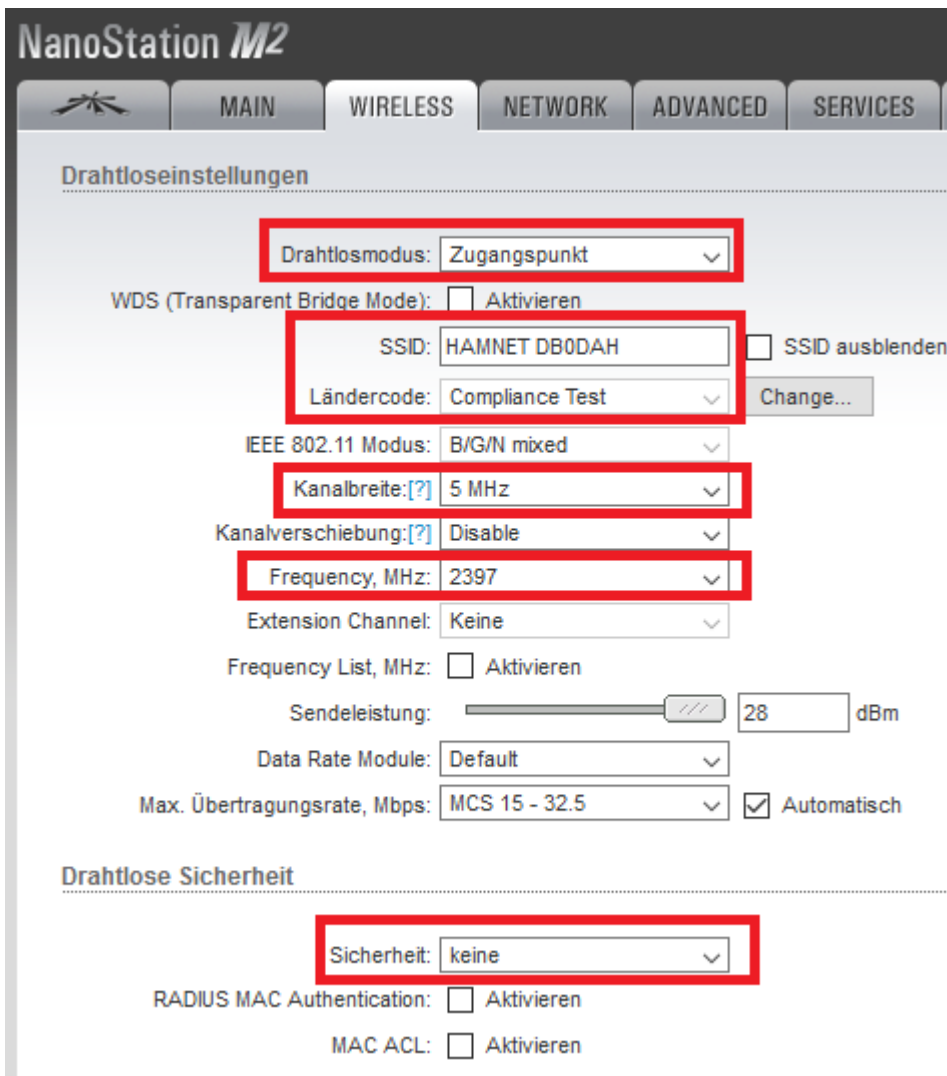 NanoStation M2
MAIN WIRELESS NETWORK ADVANCED SERVICES
Drahtloseinstellungen
Drahtlosmodus: Zugangspunkt
WDS (Transparent Bridge Mode): Aktivieren
SSID: HAMNET DB0DAH SSID ausblenden
Ländercode: Compliance Test Change...
IEEE 802.11 Modus: B/G/N mixed
Kanalbreite:[?] 5 MHz
Kanalverschiebung:[?] Disable
Frequency, MHz: 2397
Extension Channel: Keine
Frequency List, MHz: Aktivieren
Sendeleistung: 28 dBm
Data Rate Module: Default
Max. Übertragungsrate, Mbps: MCS 15 - 32.5 Automatisch
Drahtlose Sicherheit
Sicherheit: keine
RADIUS MAC Authentication: Aktivieren
MAC ACL: Aktivieren